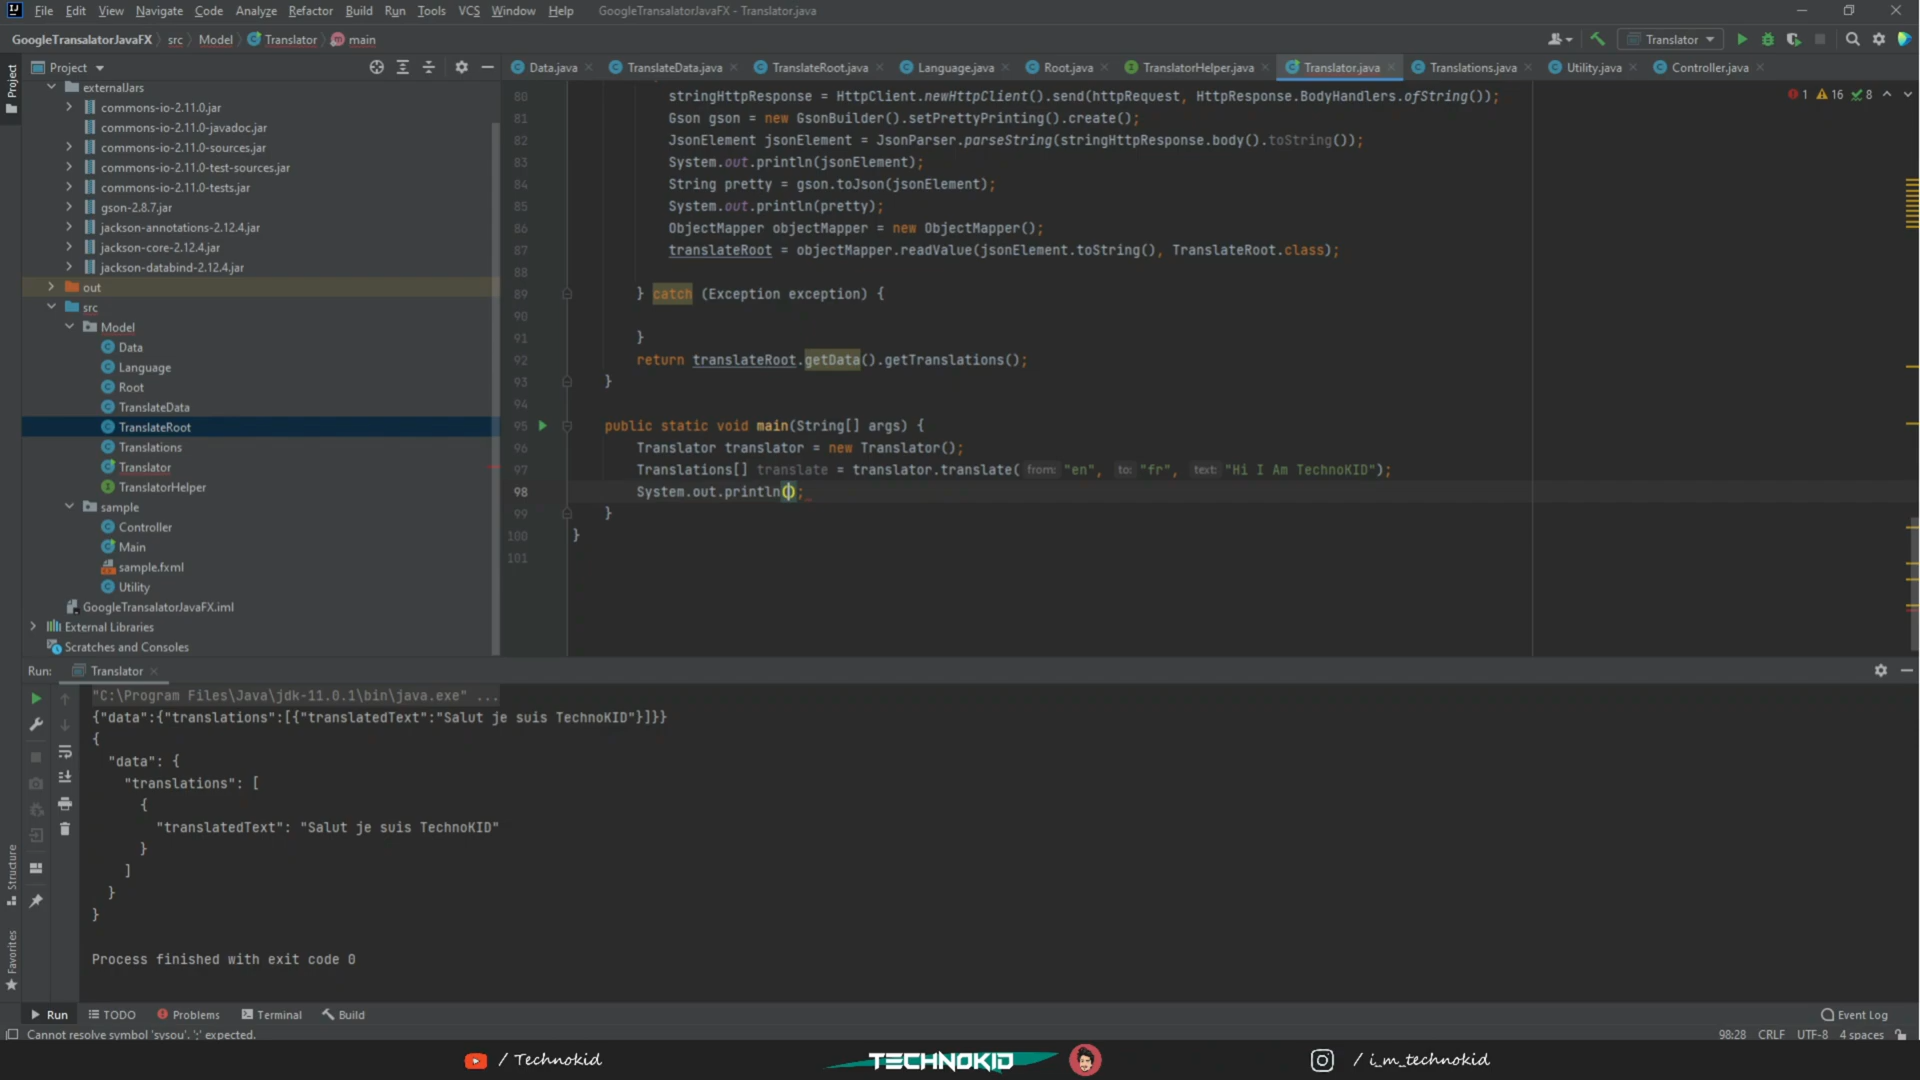 File Edit View Navigate Code Analyze Refactor Build Run Tools VCS Window Help GoogleTransalatorJavaFX - Translator.java
GoogleTransalatorJavaFX src Model Translator main Translator
Project Data.java TranslateData.java TranslateRoot.java Language.java Root.java TranslatorHelper.java Translator.java Translations.java Utility.java Controller.java
Project
externalJars
commons-io-2.11.0.jar
commons-io-2.11.0-javadoc.jar
commons-io-2.11.0-sources.jar
commons-io-2.11.0-test-sources.jar
commons-io-2.11.0-tests.jar
gson-2.8.7.jar
jackson-annotations-2.12.4.jar
jackson-core-2.12.4.jar
jackson-databind-2.12.4.jar
out
src
Model
Data
Language
Root
TranslateData
TranslateRoot
Translations
Translator
TranslatorHelper
sample
Controller
Main
sample.fxml
Utility
GoogleTransalatorJavaFX.iml
External Libraries
Scratches and Consoles
1 16 8
80 stringHttpResponse = HttpClient.newHttpClient().send(httpRequest, HttpResponse.BodyHandlers.ofString());
81 Gson gson = new GsonBuilder().setPrettyPrinting().create();
82 JsonElement jsonElement = JsonParser.parseString(stringHttpResponse.body().toString());
83 System.out.println(jsonElement);
84 String pretty = gson.toJson(jsonElement);
85 System.out.println(pretty);
86 ObjectMapper objectMapper = new ObjectMapper();
87 translateRoot = objectMapper.readValue(jsonElement.toString(), TranslateRoot.class);
88
89 } catch (Exception exception) {
90
91 }
92 return translateRoot.getData().getTranslations();
93 }
94
95 public static void main(String[] args) {
96 Translator translator = new Translator();
97 Translations[] translate = translator.translate( from: "en", to: "fr", text: "Hi I Am TechnoKID");
98 System.out.println();
99 }
100 }
101
Run: Translator
"C:\Program Files\Java\jdk-11.0.1\bin\java.exe" ...
{"data":{"translations":[{"translatedText":"Salut je suis TechnoKID"}]}}
{
"data": {
"translations": [
{
"translatedText": "Salut je suis TechnoKID"
}
]
}
}
Process finished with exit code 0
Structure
Favorites
Run TODO Problems Terminal Build Event Log
Cannot resolve symbol 'sysou'. ';' expected. 98:28 CRLF UTF-8 4 spaces
/ Technokid TECHNOKID / i_m_technokid